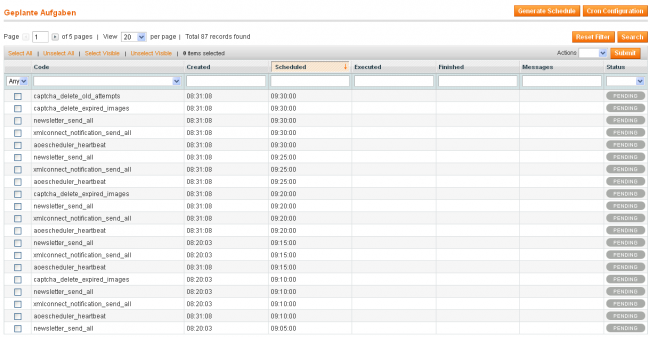 Geplante Aufgaben Generate Schedule Cron Configuration
Page 1 of 5 pages | View 20 per page | Total 87 records found Reset Filter Search
Select All | Unselect All | Select Visible | Unselect Visible | 0 items selected Actions Submit
Code Created Scheduled Executed Finished Messages Status
Any
captcha_delete_old_attempts 08:31:08 09:30:00 PENDING
captcha_delete_expired_images 08:31:08 09:30:00 PENDING
newsletter_send_all 08:31:08 09:30:00 PENDING
xmlconnect_notification_send_all 08:31:08 09:30:00 PENDING
aoescheduler_heartbeat 08:31:08 09:30:00 PENDING
newsletter_send_all 08:31:08 09:25:00 PENDING
xmlconnect_notification_send_all 08:31:08 09:25:00 PENDING
aoescheduler_heartbeat 08:31:08 09:25:00 PENDING
captcha_delete_expired_images 08:31:08 09:20:00 PENDING
newsletter_send_all 08:31:08 09:20:00 PENDING
xmlconnect_notification_send_all 08:31:08 09:20:00 PENDING
aoescheduler_heartbeat 08:31:08 09:20:00 PENDING
newsletter_send_all 08:20:03 09:15:00 PENDING
xmlconnect_notification_send_all 08:20:03 09:15:00 PENDING
aoescheduler_heartbeat 08:31:08 09:15:00 PENDING
captcha_delete_expired_images 08:20:03 09:10:00 PENDING
newsletter_send_all 08:20:03 09:10:00 PENDING
xmlconnect_notification_send_all 08:20:03 09:10:00 PENDING
aoescheduler_heartbeat 08:31:08 09:10:00 PENDING
newsletter_send_all 08:20:03 09:05:00 PENDING